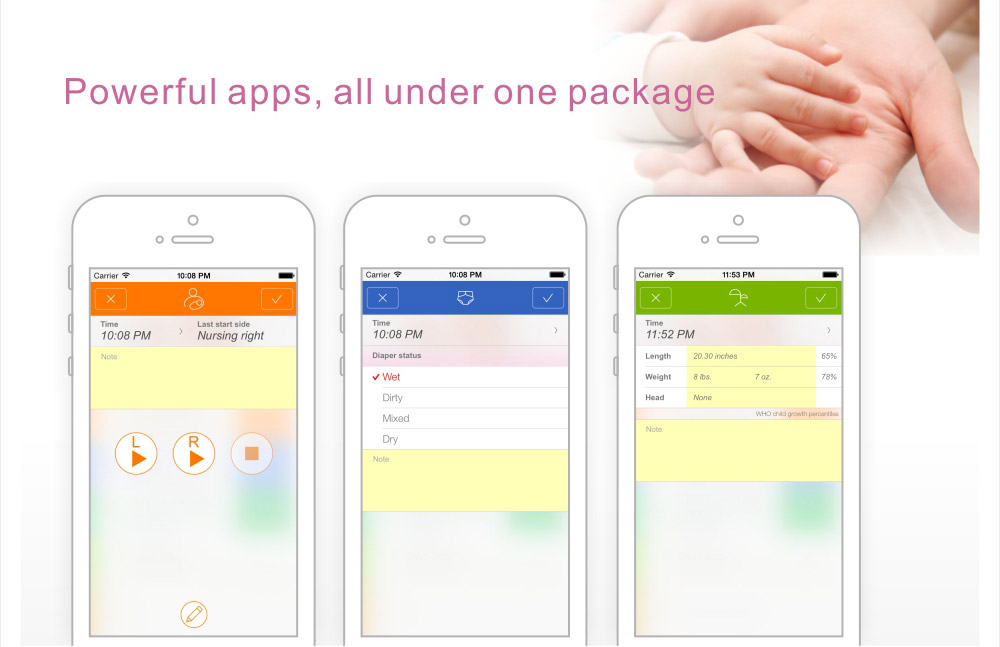 Powerful apps, all under one package
Carrier 10:08 PM
Time Last start side
10:08 PM Nursing right
Note
L R
Carrier 10:08 PM
Time
10:08 PM
Diaper status
Wet
Dirty
Mixed
Dry
Note
Carrier 11:53 PM
Time
11:52 PM
Length 20.30 inches 65%
Weight 8 lbs. 7 oz. 78%
Head None
WHO child growth percentiles
Note